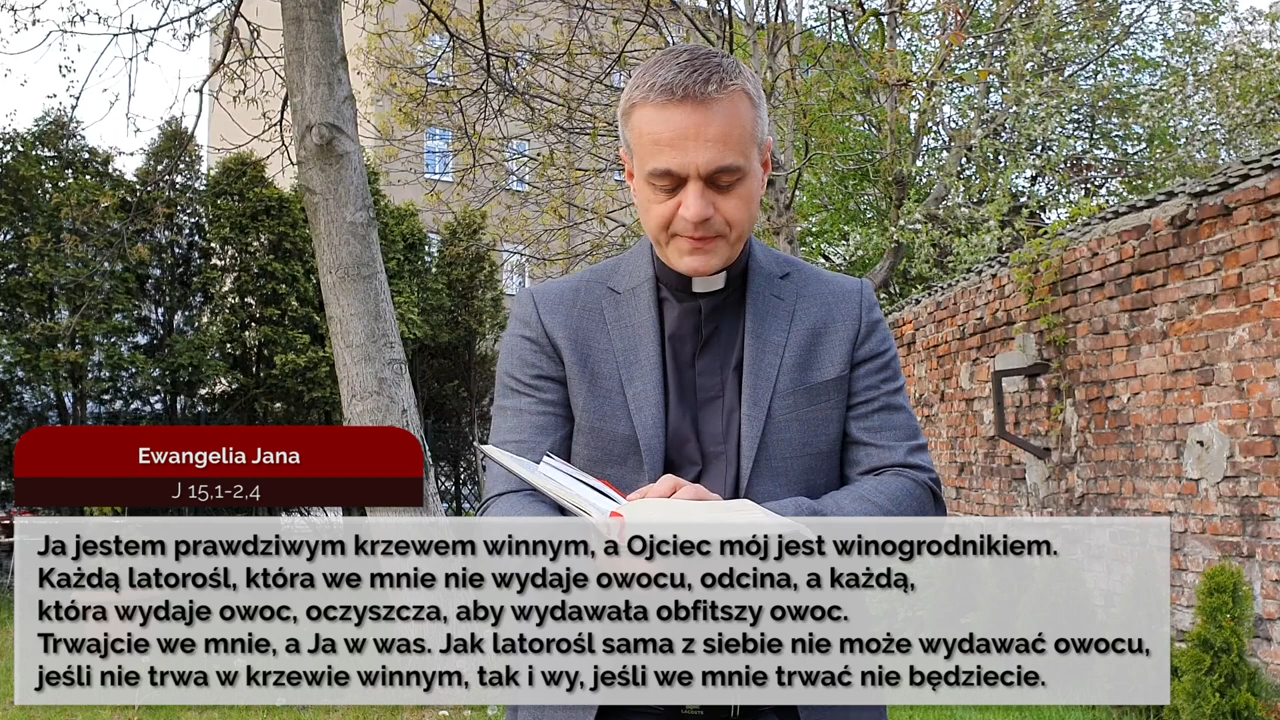 Ewangelia Jana
J 15,1-2,4
Ja jestem prawdziwym krzewem winnym, a Ojciec mój jest winogrodnikiem.
Każdą latorośl, która we mnie nie wydaje owocu, odcina, a każdą,
która wydaje owoc, oczyszcza, aby wydawała obfitszy owoc.
Trwajcie we mnie, a Ja w was. Jak latorośl sama z siebie nie może wydawać owocu,
jeśli nie trwa w krzewie winnym, tak i wy, jeśli we mnie trwać nie będziecie.
LACOSTE